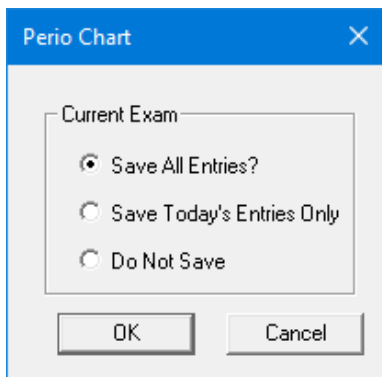 Perio Chart
Current Exam
Save All Entries?
Save Today's Entries Only
Do Not Save
OK
Cancel